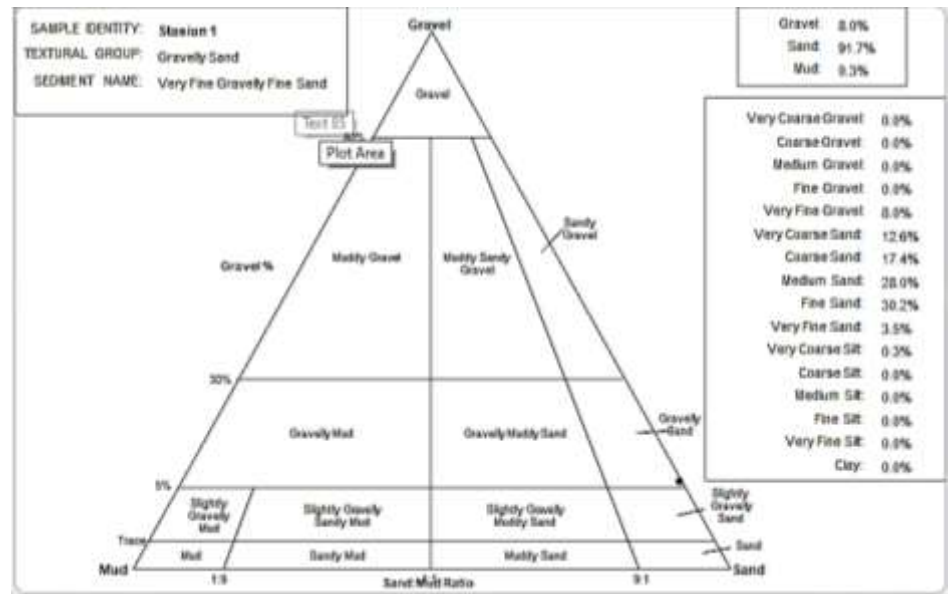 SAMPLE IDENTITY: Stasiun 1
TEXTURAL GROUP: Gravelly Sand
SEDIMENT NAME: Very Fine Gravelly Fine Sand
Gravel
Gravel: 8.0%
Sand: 91.7%
Mud: 0.3%
Gravel
Plot Area
Very Coarse Gravel: 0.0%
Coarse Gravel: 0.0%
Medium Gravel: 0.0%
Fine Gravel: 0.0%
Very Fine Gravel: 8.0%
Very Coarse Sand: 12.6%
Coarse Sand: 17.4%
Medium Sand: 28.0%
Fine Sand: 30.2%
Very Fine Sand: 3.5%
Very Coarse Silt: 0.3%
Coarse Silt: 0.0%
Medium Silt: 0.0%
Fine Silt: 0.0%
Very Fine Silt: 0.0%
Clay: 0.0%
Sandy
Gravel
Gravel %
Muddy Gravel
Muddy Sandy
Gravel
30%
Gravelly Mud
Gravelly Muddy Sand
Gravelly
Sand
5%
Slightly
Gravelly
Mud
Slightly Gravelly
Sandy Mud
Slightly Gravelly
Muddy Sand
Slightly
Gravelly
Sand
Trace
Mud
Sandy Mud
Muddy Sand
Sand
Mud
Sand
1:9
9:1
Sand:Mud Ratio